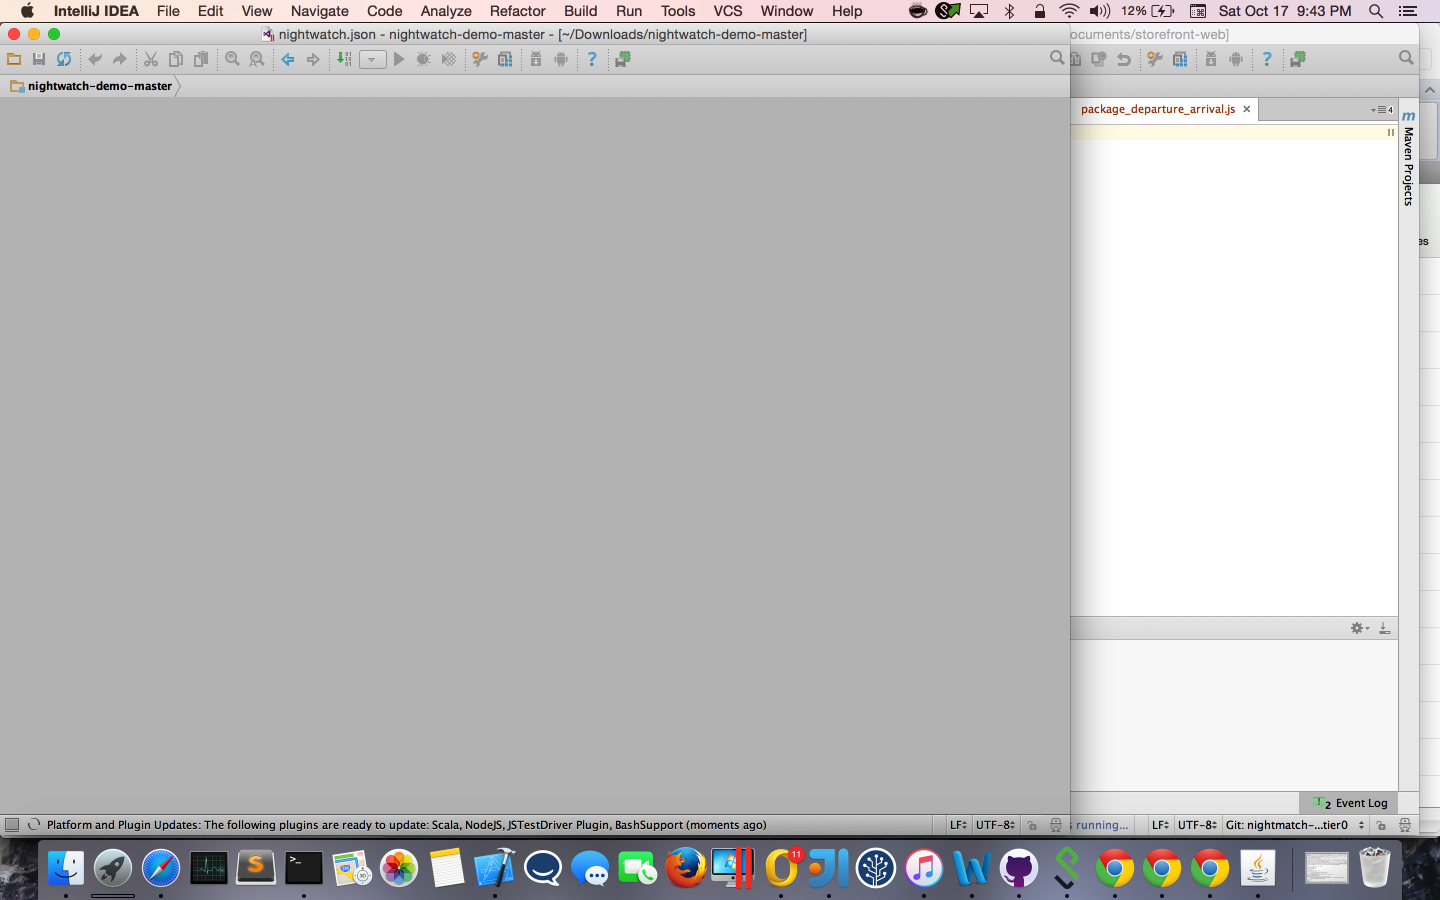 IntelliJ IDEA File Edit View Navigate Code Analyze Refactor Build Run Tools VCS Window Help 12% Sat Oct 17 9:43 PM
nightwatch.json - nightwatch-demo-master - [~/Downloads/nightwatch-demo-master]
ocuments/storefront-web]
nightwatch-demo-master
package_departure_arrival.js
4
Maven Projects
es
2 Event Log
Platform and Plugin Updates: The following plugins are ready to update: Scala, NodeJS, JSTestDriver Plugin, BashSupport (moments ago)
LF UTF-8
s running... LF UTF-8 Git: nightmatch-...tier0
11